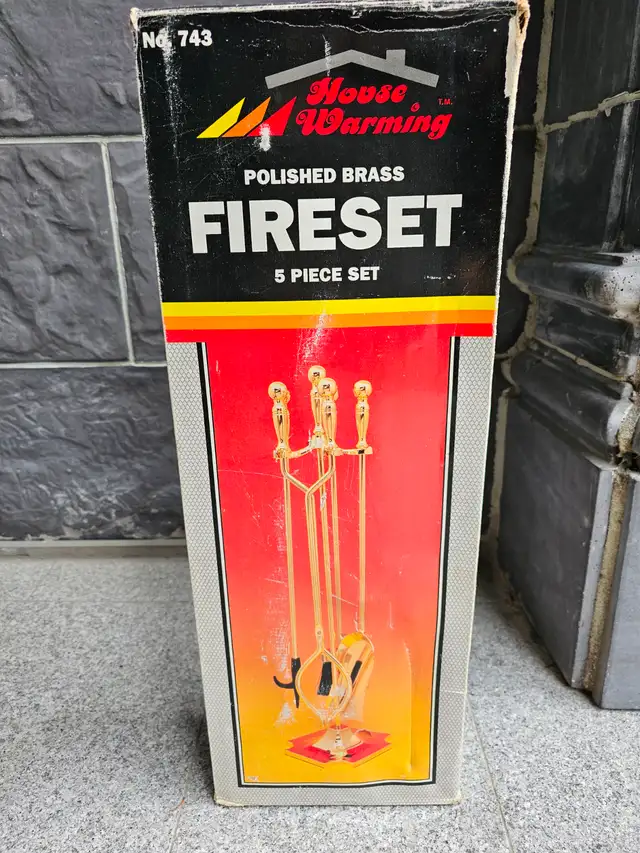 No. 743
House
Warming
T.M.
POLISHED BRASS
FIRESET
5 PIECE SET